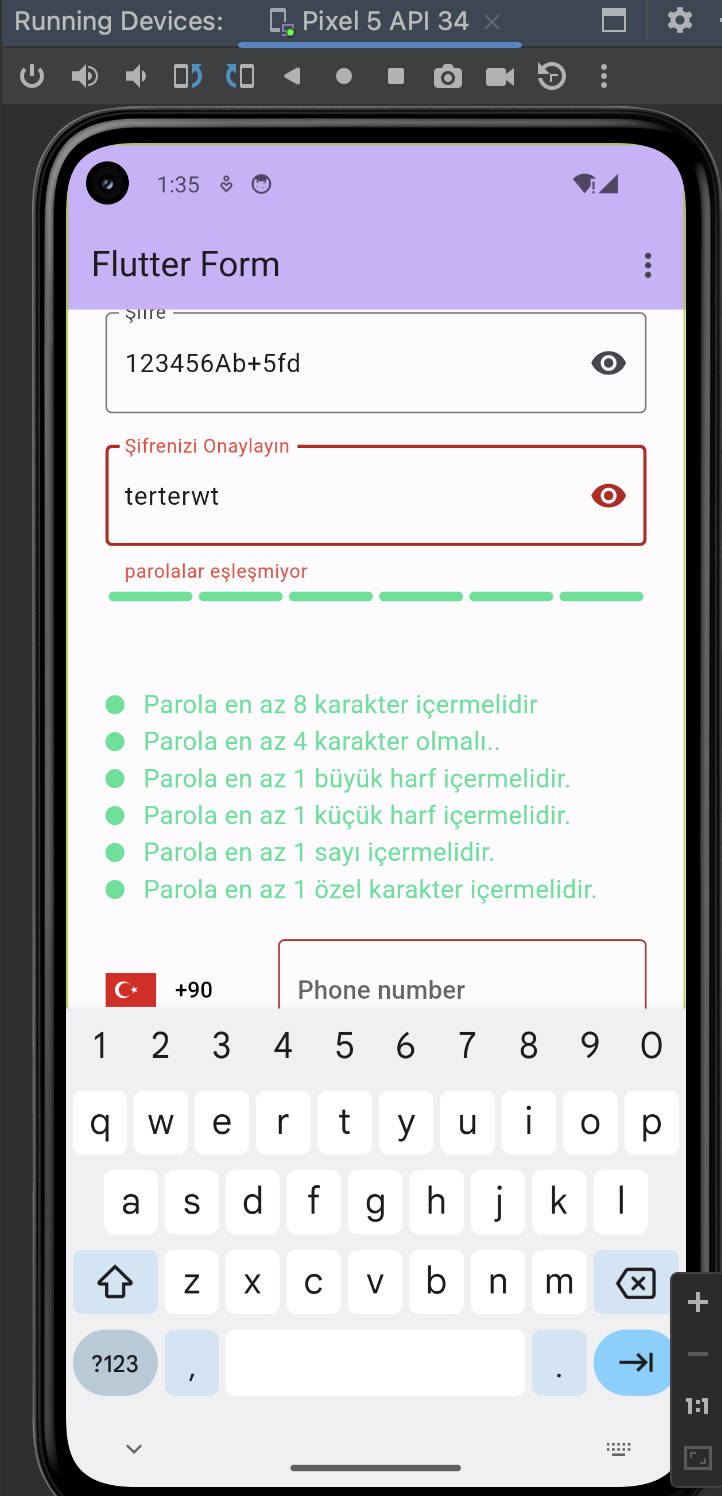 Running Devices: Pixel 5 API 34
1:35
Flutter Form
Şifre
123456Ab+5fd
Şifrenizi Onaylayın
terterwt
parolalar eşleşmiyor
Parola en az 8 karakter içermelidir
Parola en az 4 karakter olmalı..
Parola en az 1 büyük harf içermelidir.
Parola en az 1 küçük harf içermelidir.
Parola en az 1 sayı içermelidir.
Parola en az 1 özel karakter içermelidir.
+90 Phone number
1 2 3 4 5 6 7 8 9 0
q w e r t y u i o p
a s d f g h j k l
z x c v b n m
?123 , .
1:1